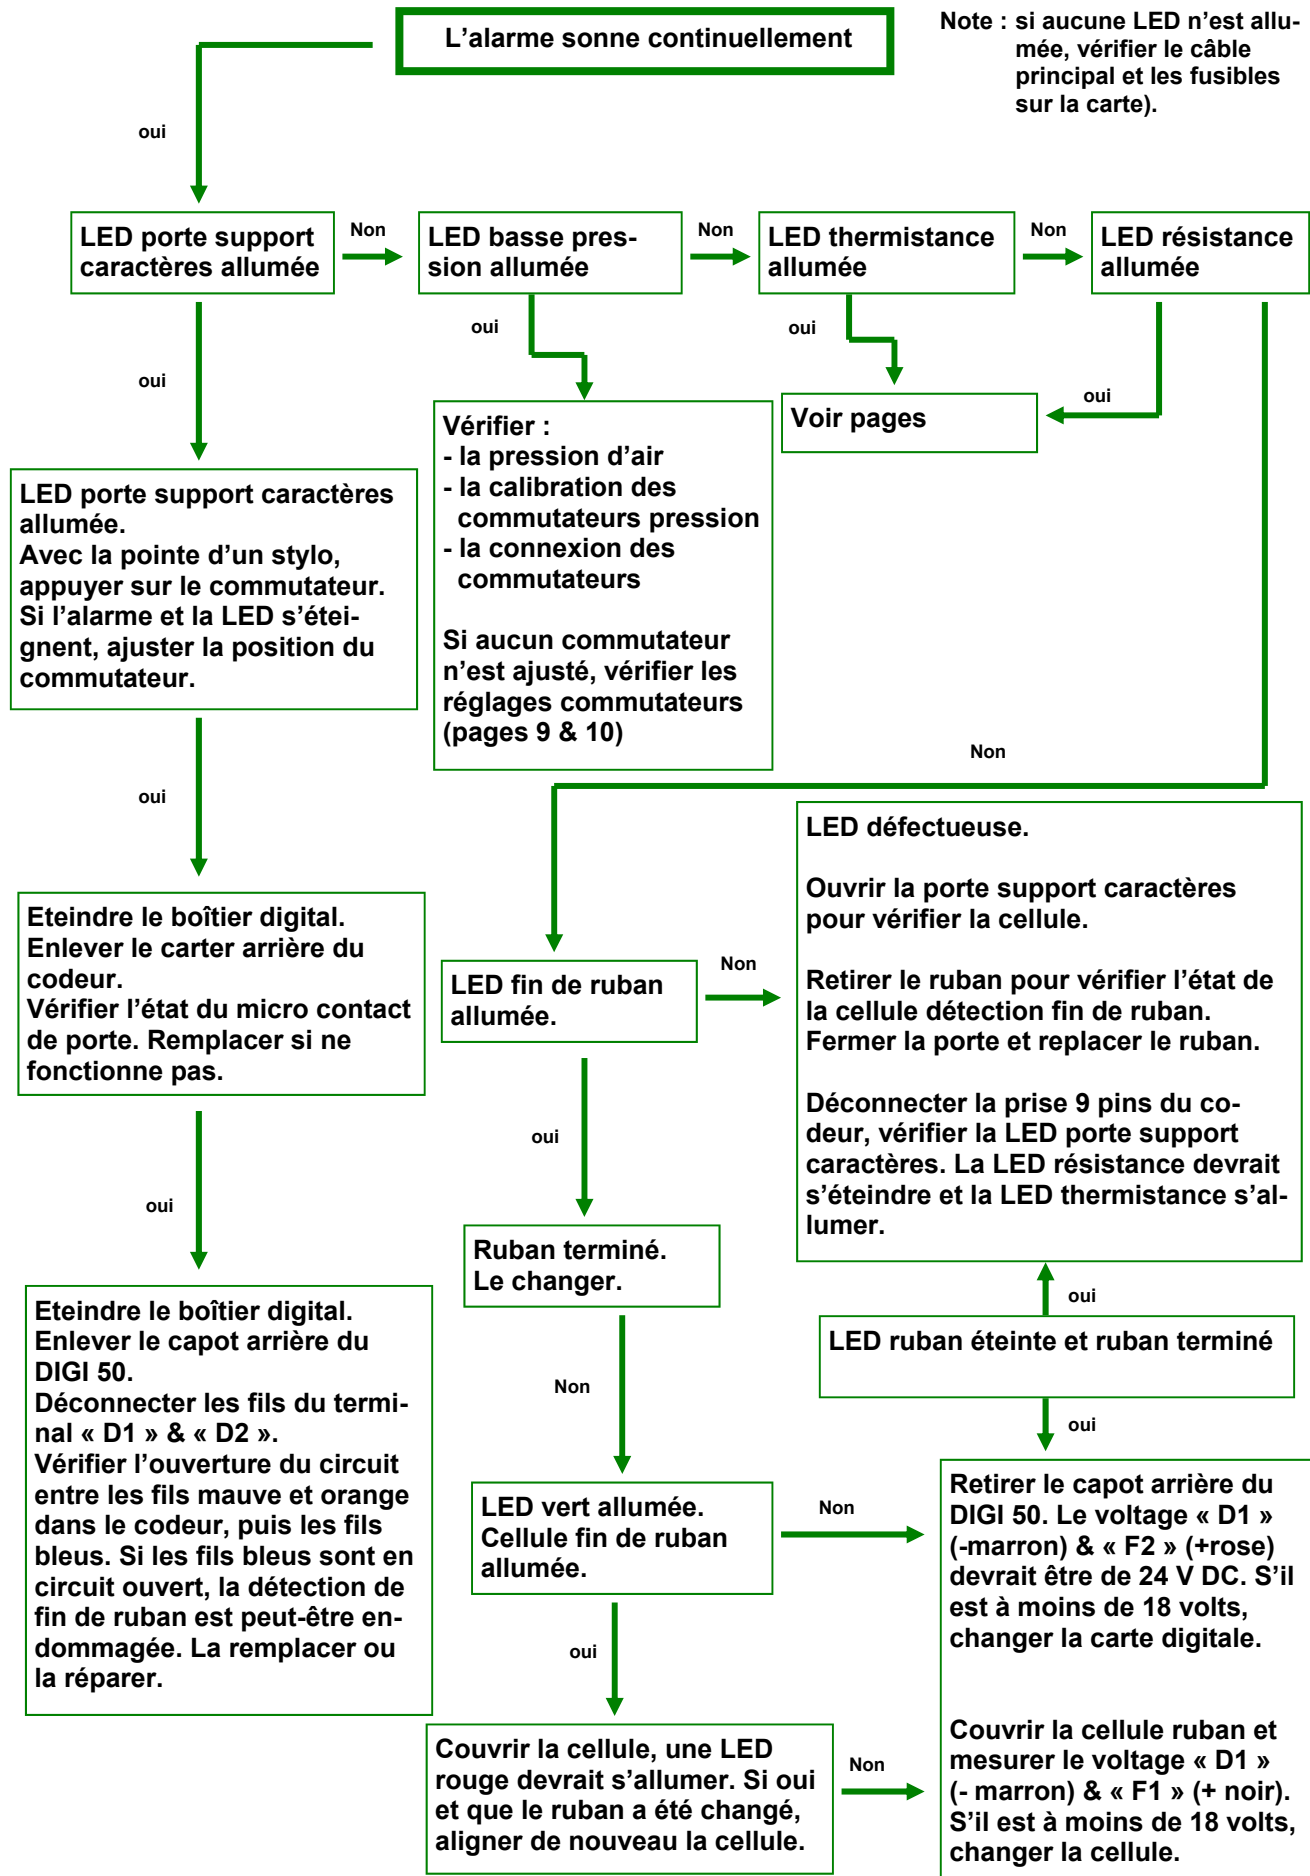 L'alarme sonne continuellement
Note : si aucune LED n'est allu-
mée, vérifier le câble
principal et les fusibles
sur la carte).
oui
LED porte support
caractères allumée
Non
LED basse pres-
sion allumée
Non
LED thermistance
allumée
Non
LED résistance
allumée
oui
oui
oui
oui
Voir pages
Vérifier :
- la pression d'air
- la calibration des
commutateurs pression
- la connexion des
commutateurs
Si aucun commutateur
n'est ajusté, vérifier les
réglages commutateurs
(pages 9 & 10)
LED porte support caractères
allumée.
Avec la pointe d'un stylo,
appuyer sur le commutateur.
Si l'alarme et la LED s'étei-
gnent, ajuster la position du
commutateur.
Non
oui
Eteindre le boîtier digital.
Enlever le carter arrière du
codeur.
Vérifier l'état du micro contact
de porte. Remplacer si ne
fonctionne pas.
LED fin de ruban
allumée.
Non
LED défectueuse.
Ouvrir la porte support caractères
pour vérifier la cellule.
Retirer le ruban pour vérifier l'état de
la cellule détection fin de ruban.
Fermer la porte et replacer le ruban.
Déconnecter la prise 9 pins du co-
deur, vérifier la LED porte support
caractères. La LED résistance devrait
s'éteindre et la LED thermistance s'al-
lumer.
oui
oui
Ruban terminé.
Le changer.
oui
LED ruban éteinte et ruban terminé
oui
Eteindre le boîtier digital.
Enlever le capot arrière du
DIGI 50.
Déconnecter les fils du termi-
nal « D1 » & « D2 ».
Vérifier l'ouverture du circuit
entre les fils mauve et orange
dans le codeur, puis les fils
bleus. Si les fils bleus sont en
circuit ouvert, la détection de
fin de ruban est peut-être en-
dommagée. La remplacer ou
la réparer.
Non
LED vert allumée.
Cellule fin de ruban
allumée.
Non
Retirer le capot arrière du
DIGI 50. Le voltage « D1 »
(-marron) & « F2 » (+rose)
devrait être de 24 V DC. S'il
est à moins de 18 volts,
changer la carte digitale.
Couvrir la cellule ruban et
mesurer le voltage « D1 »
(- marron) & « F1 » (+ noir).
S'il est à moins de 18 volts,
changer la cellule.
oui
Couvrir la cellule, une LED
rouge devrait s'allumer. Si oui
et que le ruban a été changé,
aligner de nouveau la cellule.
Non